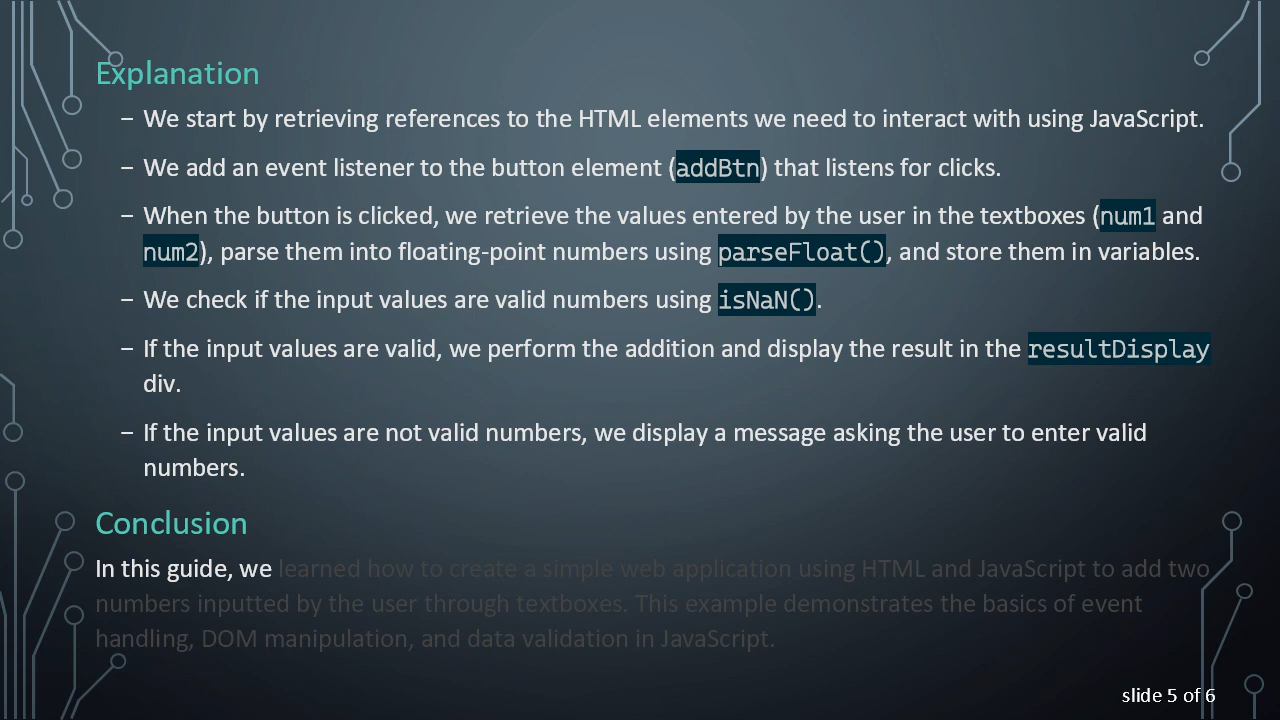 Explanation
– We start by retrieving references to the HTML elements we need to interact with using JavaScript.
– We add an event listener to the button element (addBtn) that listens for clicks.
– When the button is clicked, we retrieve the values entered by the user in the textboxes (num1 and
num2), parse them into floating-point numbers using parseFloat(), and store them in variables.
– We check if the input values are valid numbers using isNaN().
– If the input values are valid, we perform the addition and display the result in the resultDisplay
div.
– If the input values are not valid numbers, we display a message asking the user to enter valid
numbers.
Conclusion
In this guide, we learned how to create a simple web application using HTML and JavaScript to add two
numbers inputted by the user through textboxes. This example demonstrates the basics of event
handling, DOM manipulation, and data validation in JavaScript.
slide 5 of 6